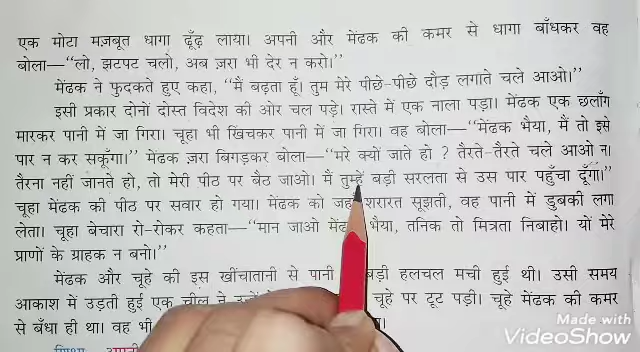 एक मोटा मज़बूत धागा ढूँढ़ लाया। अपनी और मेंढक की कमर से धागा बाँधकर वह
बोला—“लो, झटपट चलो, अब ज़रा भी देर न करो।”
मेंढक ने फुदकते हुए कहा, “मैं बढ़ता हूँ। तुम मेरे पीछे-पीछे दौड़ लगाते चले आओ।”
इसी प्रकार दोनों दोस्त विदेश की ओर चल पड़े। रास्ते में एक नाला पड़ा। मेंढक एक छलाँग
मारकर पानी में जा गिरा। चूहा भी खिंचकर पानी में जा गिरा। वह बोला—“मेंढक भैया, मैं तो इसे
पार न कर सकूँगा।” मेंढक ज़रा बिगड़कर बोला—“मरे क्यों जाते हो ? तैरते-तैरते चले आओ न।
तैरना नहीं जानते हो, तो मेरी पीठ पर बैठ जाओ। मैं तुम्हें बड़ी सरलता से उस पार पहुँचा दूँगा।”
चूहा मेंढक की पीठ पर सवार हो गया। मेंढक को शरारत सूझती, वह पानी में डुबकी लगा
लेता। चूहा बेचारा रो-रोकर कहता—“मान जाओ भैया, तनिक तो मित्रता निबाहो। यों मेरे
प्राणों के ग्राहक न बनो।”
मेंढक और चूहे की इस खींचातानी से पानी बड़ी हलचल मची हुई थी। उसी समय
आकाश में उड़ती हुई एक चील ने चूहे पर टूट पड़ी। चूहे मेंढक की कमर
से बँधा ही था। वह भी
Made with
VideoShow